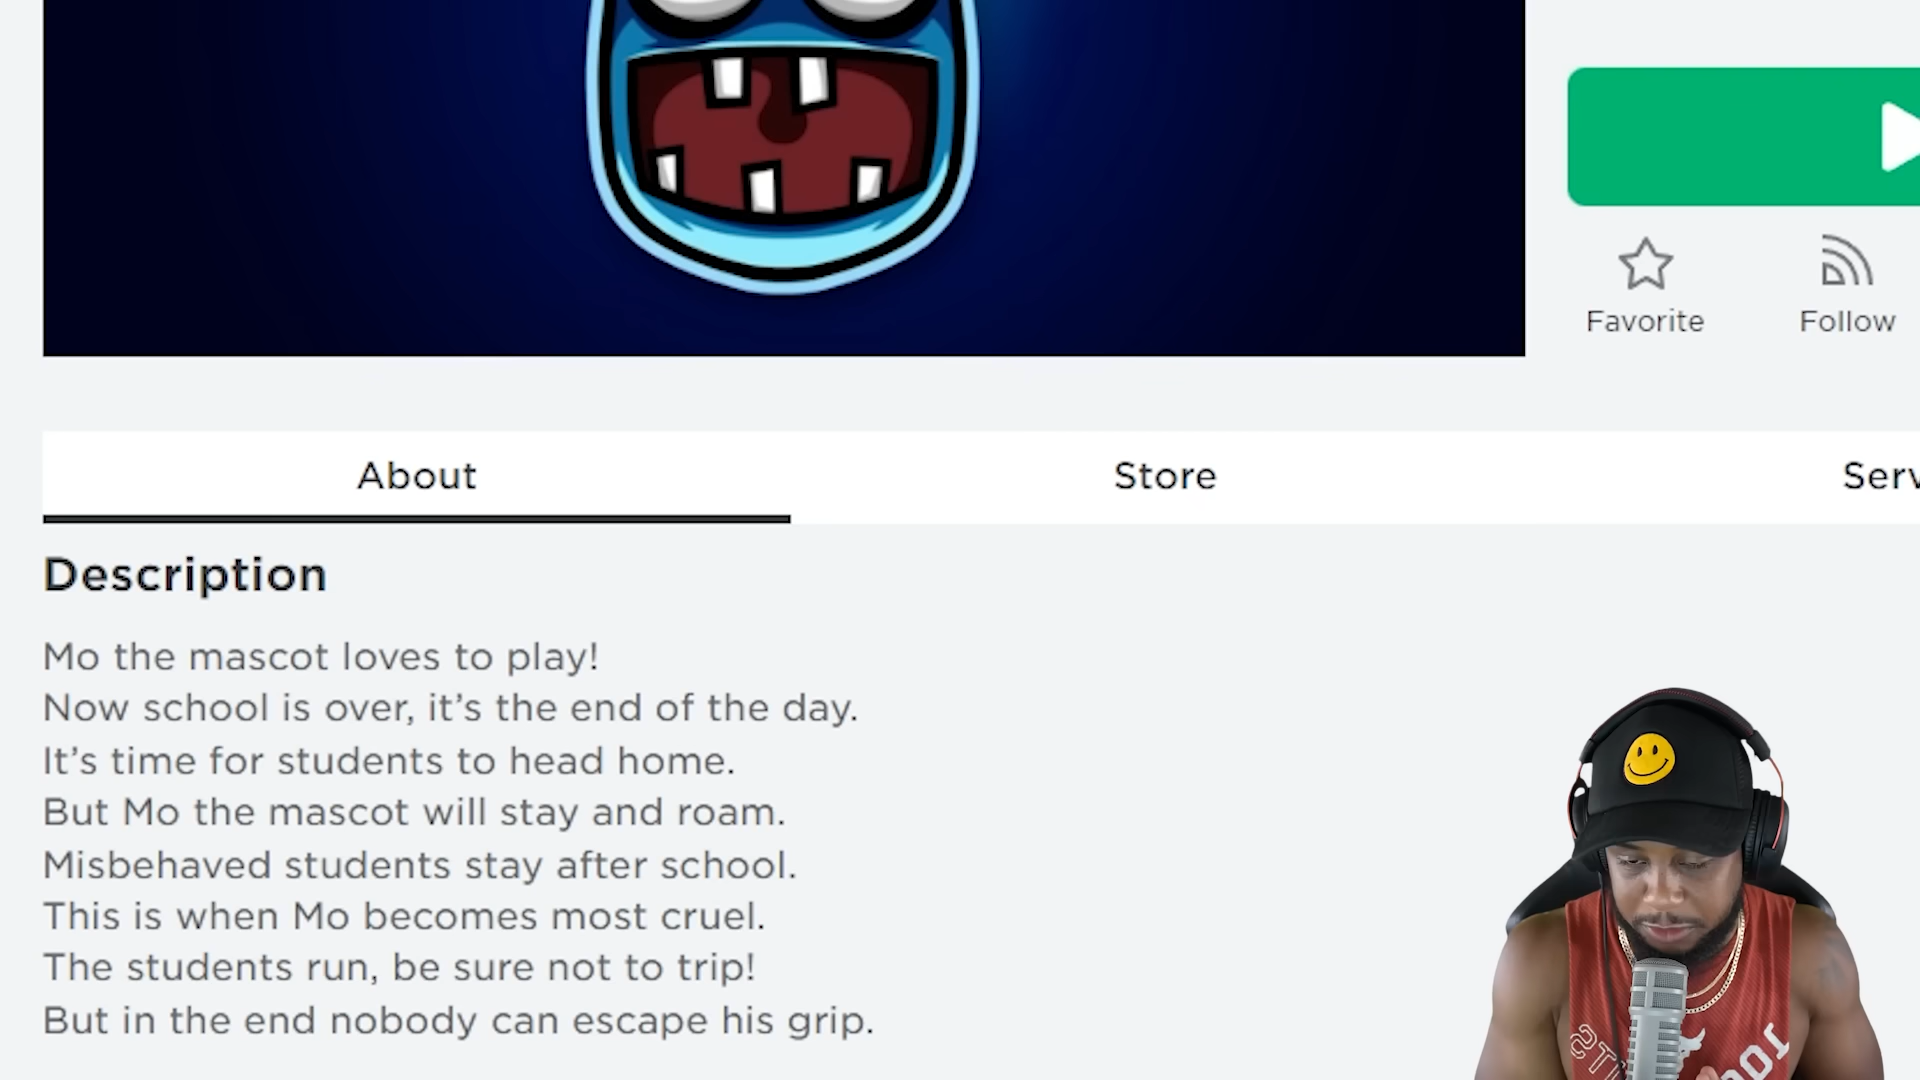 Favorite
Follow
About
Store
Description
Mo the mascot loves to play!
Now school is over, it’s the end of the day.
It’s time for students to head home.
But Mo the mascot will stay and roam.
Misbehaved students stay after school.
This is when Mo becomes most cruel.
The students run, be sure not to trip!
But in the end nobody can escape his grip.